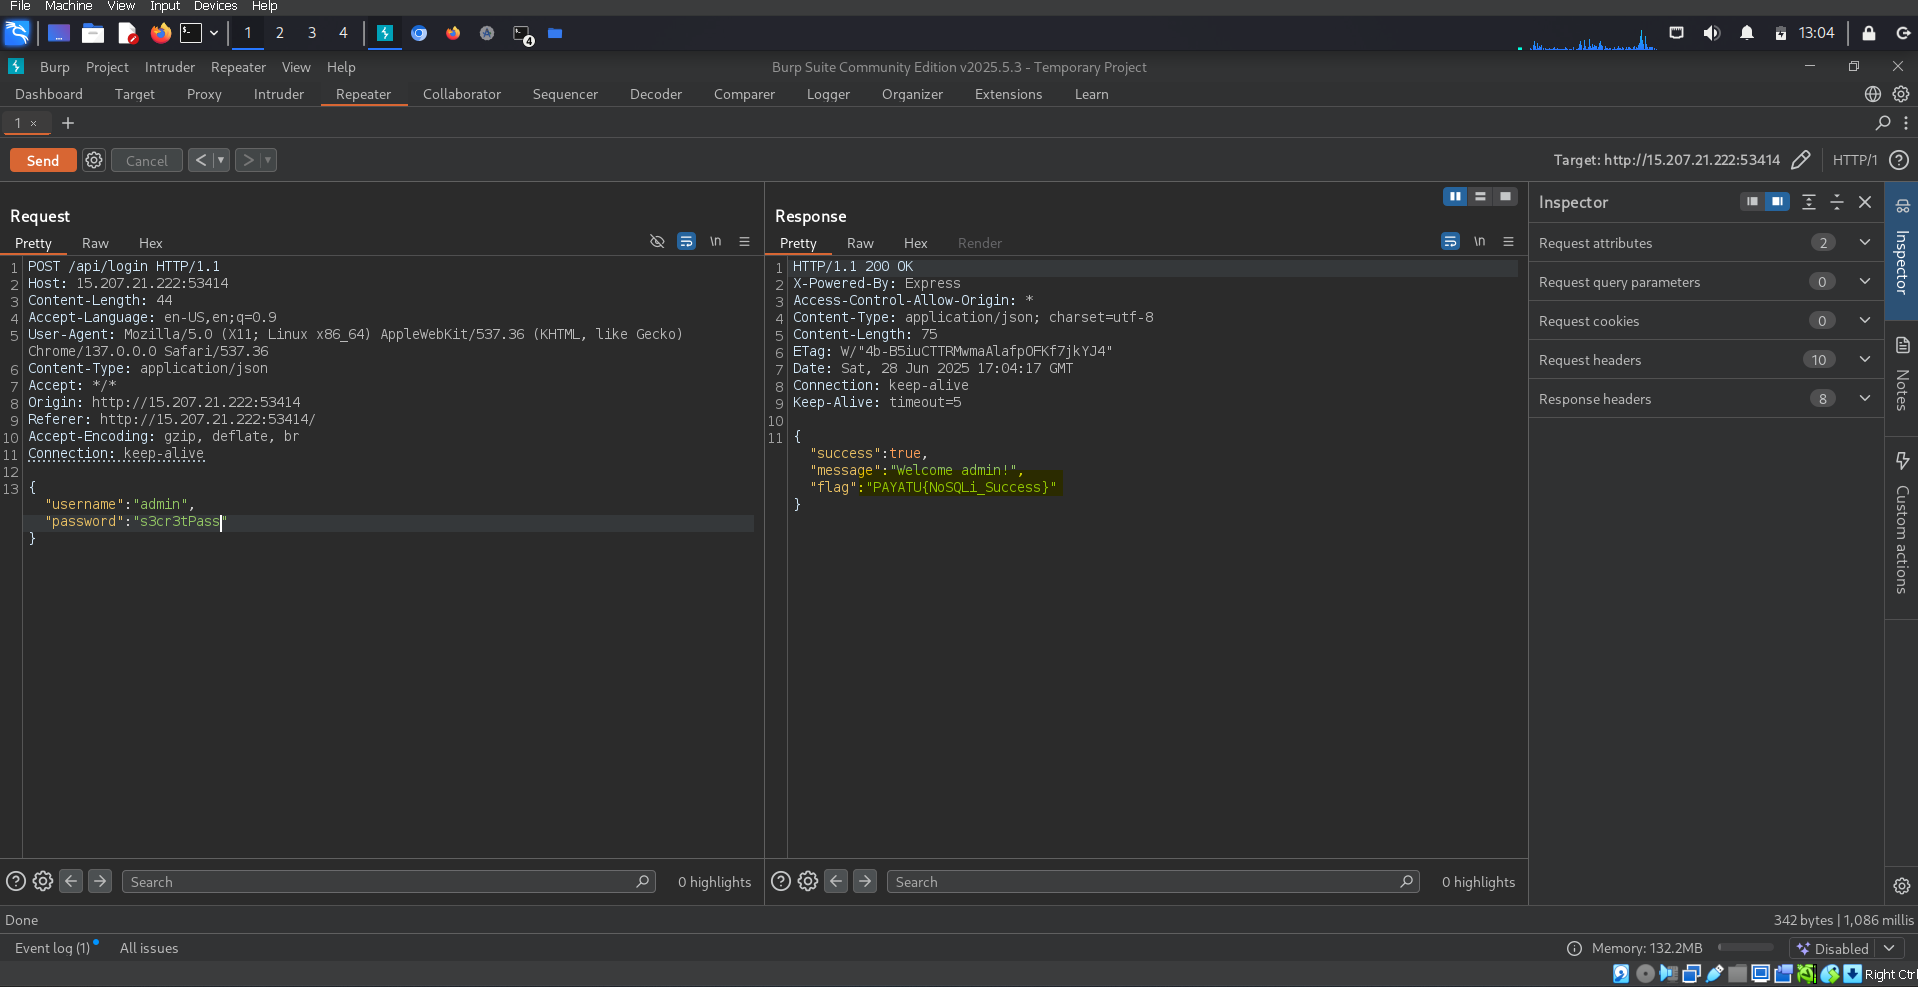 File Machine View Input Devices Help
1 2 3 4 4 13:04
Burp Project Intruder Repeater View Help Burp Suite Community Edition v2025.5.3 - Temporary Project
Dashboard Target Proxy Intruder Repeater Collaborator Sequencer Decoder Comparer Logger Organizer Extensions Learn
1 × +
Send Cancel < > Target: http://15.207.21.222:53414 HTTP/1
Request
Pretty Raw Hex \n
1 POST /api/login HTTP/1.1
2 Host: 15.207.21.222:53414
3 Content-Length: 44
4 Accept-Language: en-US,en;q=0.9
5 User-Agent: Mozilla/5.0 (X11; Linux x86_64) AppleWebKit/537.36 (KHTML, like Gecko)
Chrome/137.0.0.0 Safari/537.36
6 Content-Type: application/json
7 Accept: */*
8 Origin: http://15.207.21.222:53414
9 Referer: http://15.207.21.222:53414/
10 Accept-Encoding: gzip, deflate, br
11 Connection: keep-alive
12
13 {
"username":"admin",
"password":"s3cr3tPass"
}
Search 0 highlights
Response
Pretty Raw Hex Render \n
1 HTTP/1.1 200 OK
2 X-Powered-By: Express
3 Access-Control-Allow-Origin: *
4 Content-Type: application/json; charset=utf-8
5 Content-Length: 75
6 ETag: W/"4b-B5iuCTTRMwmaAlafpOFKf7jkYJ4"
7 Date: Sat, 28 Jun 2025 17:04:17 GMT
8 Connection: keep-alive
9 Keep-Alive: timeout=5
10
11 {
"success":true,
"message":"Welcome admin!",
"flag":"PAYATU{NoSQLi_Success}"
}
Search 0 highlights
Inspector
Request attributes 2
Request query parameters 0
Request cookies 0
Request headers 10
Response headers 8
Inspector
Notes
Custom actions
Done 342 bytes | 1,086 millis
Event log (1) All issues Memory: 132.2MB Disabled
Right Ctrl